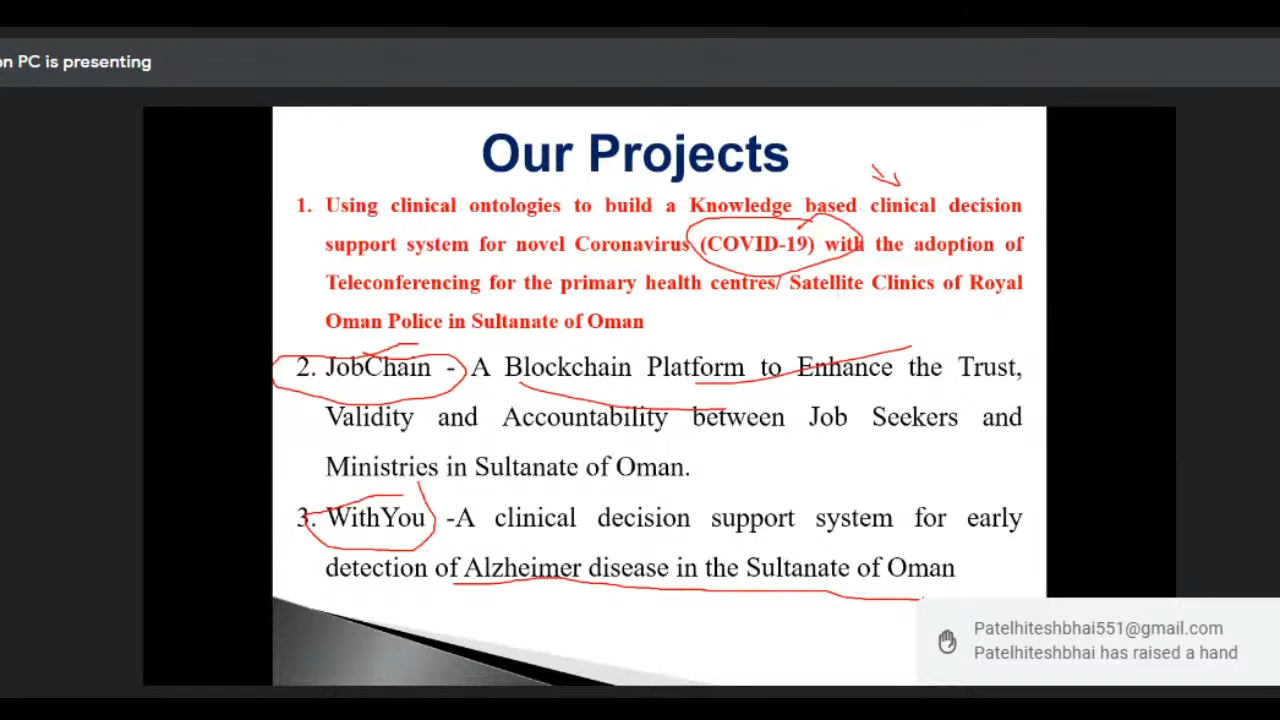 on PC is presenting
Our Projects
1. Using clinical ontologies to build a Knowledge based clinical decision
support system for novel Coronavirus (COVID-19) with the adoption of
Teleconferencing for the primary health centres/ Satellite Clinics of Royal
Oman Police in Sultanate of Oman
2. JobChain - A Blockchain Platform to Enhance the Trust,
Validity and Accountability between Job Seekers and
Ministries in Sultanate of Oman.
3. WithYou -A clinical decision support system for early
detection of Alzheimer disease in the Sultanate of Oman
Patelhiteshbhai551@gmail.com
Patelhiteshbhai has raised a hand